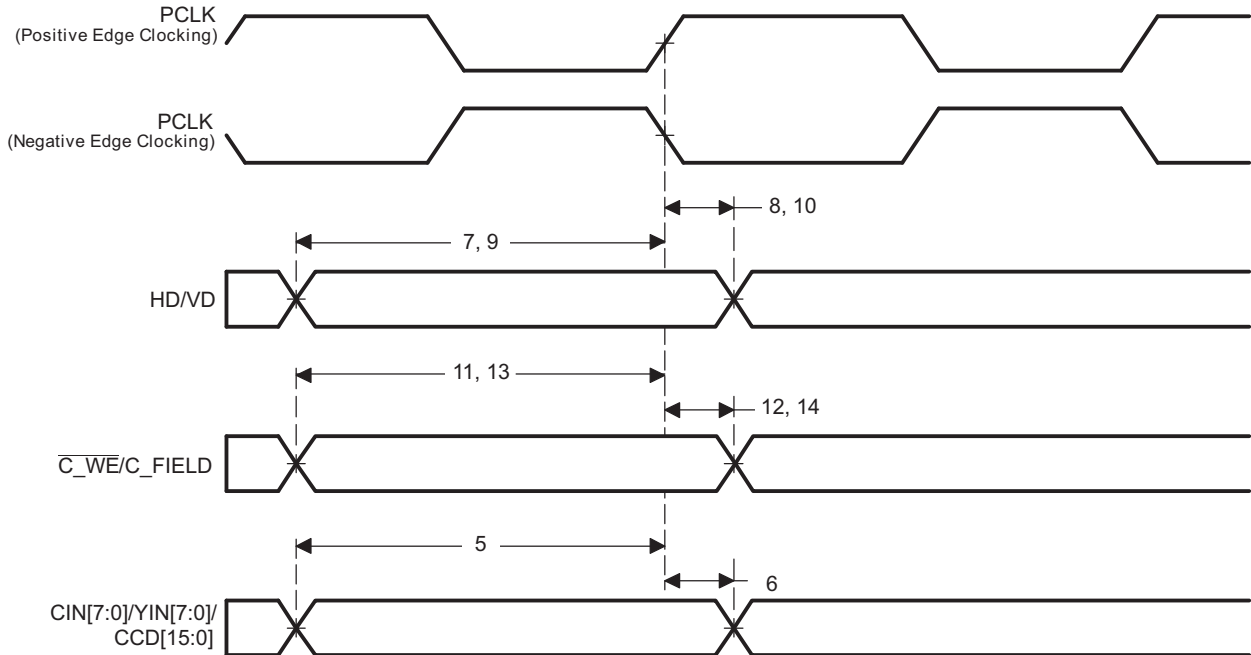 PCLK
(Positive Edge Clocking)
PCLK
(Negative Edge Clocking)
8, 10
7, 9
HD/VD
11, 13
12, 14
C_WE/C_FIELD
5
6
CIN[7:0]/YIN[7:0]/
CCD[15:0]